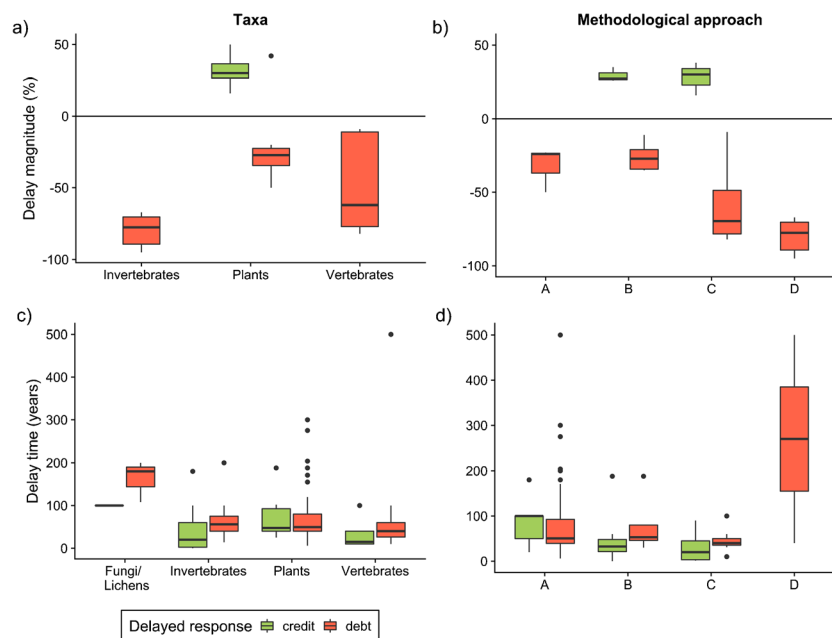 Taxa
Methodological approach
a)
b)
Delay magnitude (%)
50
0
-50
-100
Invertebrates
Plants
Vertebrates
50
0
-50
-100
A
B
C
D
c)
d)
Delay time (years)
500
400
300
200
100
0
Fungi/
Lichens
Invertebrates
Plants
Vertebrates
500
400
300
200
100
0
A
B
C
D
Delayed response
credit
debt